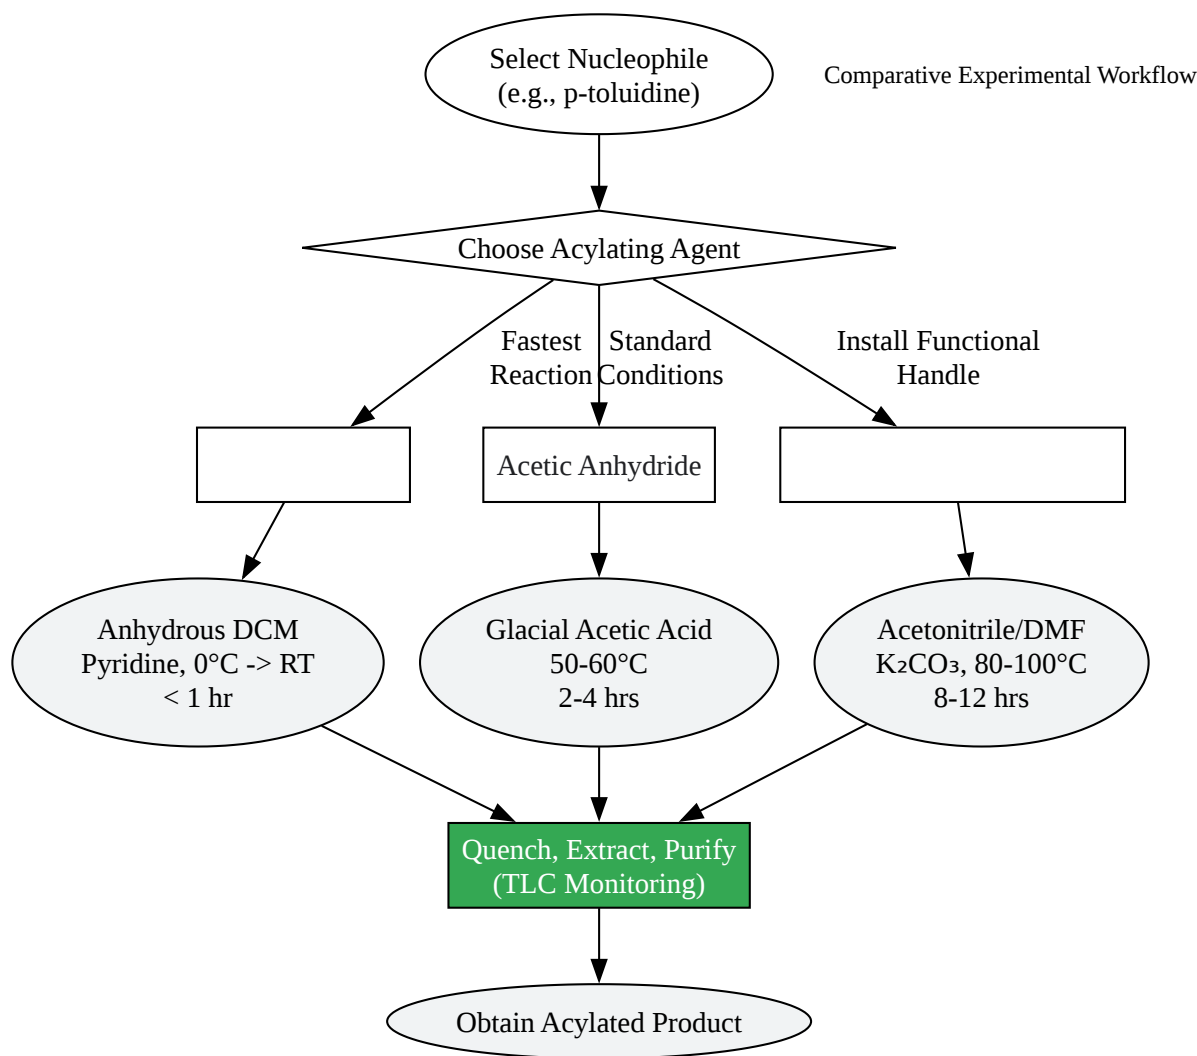 Select Nucleophile
(e.g., p-toluidine)
Comparative Experimental Workflow
Choose Acylating Agent
Fastest
Reaction
Standard
Conditions
Install Functional
Handle
Acetic Anhydride
Anhydrous DCM
Pyridine, 0°C -> RT
< 1 hr
Glacial Acetic Acid
50-60°C
2-4 hrs
Acetonitrile/DMF
K₂CO₃, 80-100°C
8-12 hrs
Quench, Extract, Purify
(TLC Monitoring)
Obtain Acylated Product